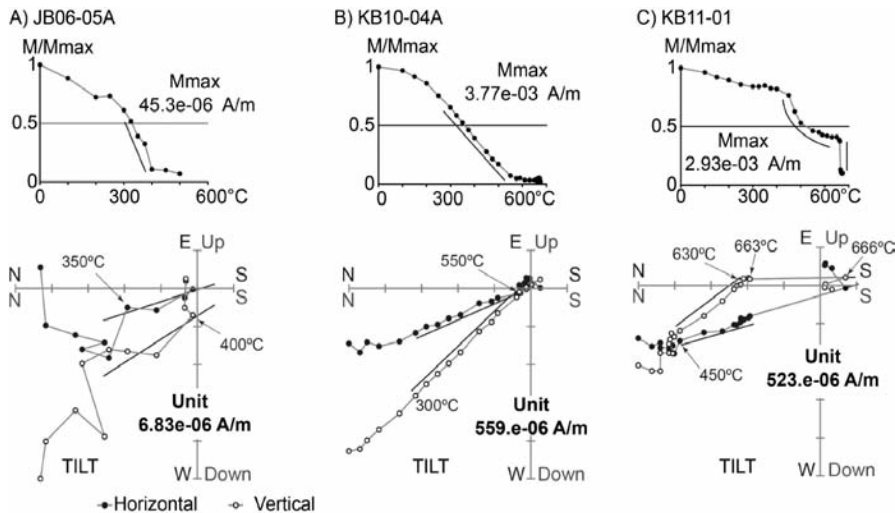 A) JB06-05A
B) KB10-04A
C) KB11-01
M/Mmax
M/Mmax
M/Mmax
1
0.5
0
300
600°C
Mmax
45.3e-06 A/m
1
0.5
0
300
600°C
Mmax
3.77e-03 A/m
1
0.5
0
300
600°C
Mmax
2.93e-03 A/m
E Up
N
N
S
S
350ºC
400ºC
Unit
6.83e-06 A/m
TILT
W Down
E Up
N
N
S
S
550ºC
300ºC
Unit
559.e-06 A/m
TILT
W Down
E Up
N
N
S
S
630ºC
663ºC
666ºC
450ºC
Unit
523.e-06 A/m
TILT
W Down
Horizontal
Vertical